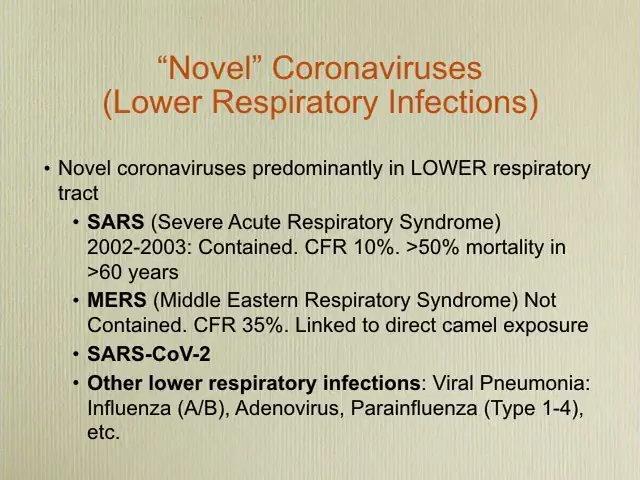 “Novel” Coronaviruses
(Lower Respiratory Infections)
• Novel coronaviruses predominantly in LOWER respiratory
tract
• SARS (Severe Acute Respiratory Syndrome)
2002-2003: Contained. CFR 10%. >50% mortality in
>60 years
• MERS (Middle Eastern Respiratory Syndrome) Not
Contained. CFR 35%. Linked to direct camel exposure
• SARS-CoV-2
• Other lower respiratory infections: Viral Pneumonia:
Influenza (A/B), Adenovirus, Parainfluenza (Type 1-4),
etc.